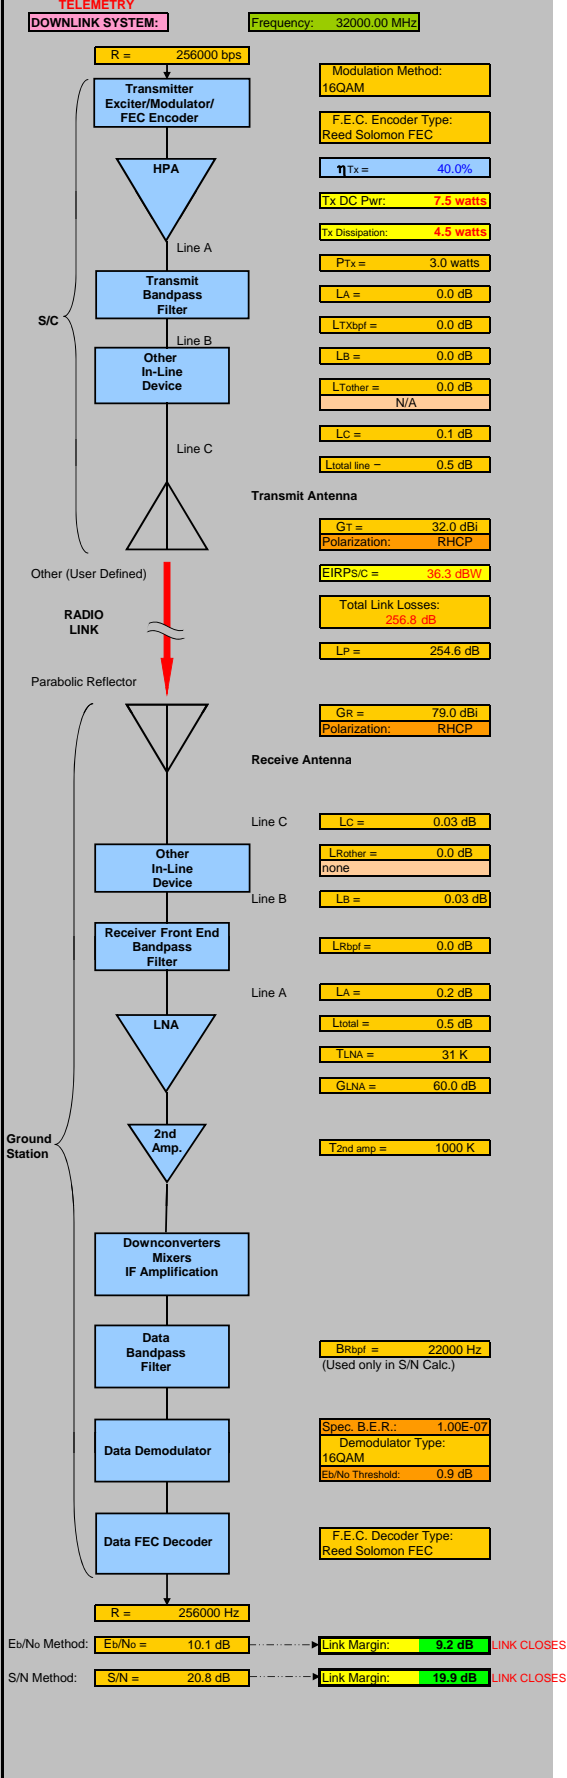 TELEMETRY
DOWNLINK SYSTEM: Frequency: 32000.00 MHz
R = 256000 bps
Transmitter
Exciter/Modulator/
FEC Encoder
Modulation Method:
16QAM
F.E.C. Encoder Type:
Reed Solomon FEC
HPA
ηTx = 40.0%
Tx DC Pwr: 7.5 watts
Tx Dissipation: 4.5 watts
Line A
PTx = 3.0 watts
Transmit
Bandpass
Filter
LA = 0.0 dB
S/C
LTXbpf = 0.0 dB
Line B
LB = 0.0 dB
Other
In-Line
Device
LTother = 0.0 dB
N/A
LC = 0.1 dB
Line C
Ltotal line = 0.5 dB
Transmit Antenna
GT = 32.0 dBi
Polarization: RHCP
Other (User Defined)
EIRPS/C = 36.3 dBW
RADIO
LINK
Total Link Losses:
256.8 dB
LP = 254.6 dB
Parabolic Reflector
GR = 79.0 dBi
Polarization: RHCP
Receive Antenna
Line C LC = 0.03 dB
Other
In-Line
Device
LRother = 0.0 dB
none
Line B LB = 0.03 dB
Receiver Front End
Bandpass
Filter
LRbpf = 0.0 dB
Line A LA = 0.2 dB
LNA
Ltotal = 0.5 dB
TLNA = 31 K
GLNA = 60.0 dB
Ground
Station
2nd
Amp.
T2nd amp = 1000 K
Downconverters
Mixers
IF Amplification
Data
Bandpass
Filter
BRbpf = 22000 Hz
(Used only in S/N Calc.)
Data Demodulator
Spec. B.E.R.: 1.00E-07
Demodulator Type:
16QAM
Eb/No Threshold: 0.9 dB
Data FEC Decoder
F.E.C. Decoder Type:
Reed Solomon FEC
R = 256000 Hz
Eb/No Method: Eb/No = 10.1 dB Link Margin: 9.2 dB LINK CLOSES
S/N Method: S/N = 20.8 dB Link Margin: 19.9 dB LINK CLOSES